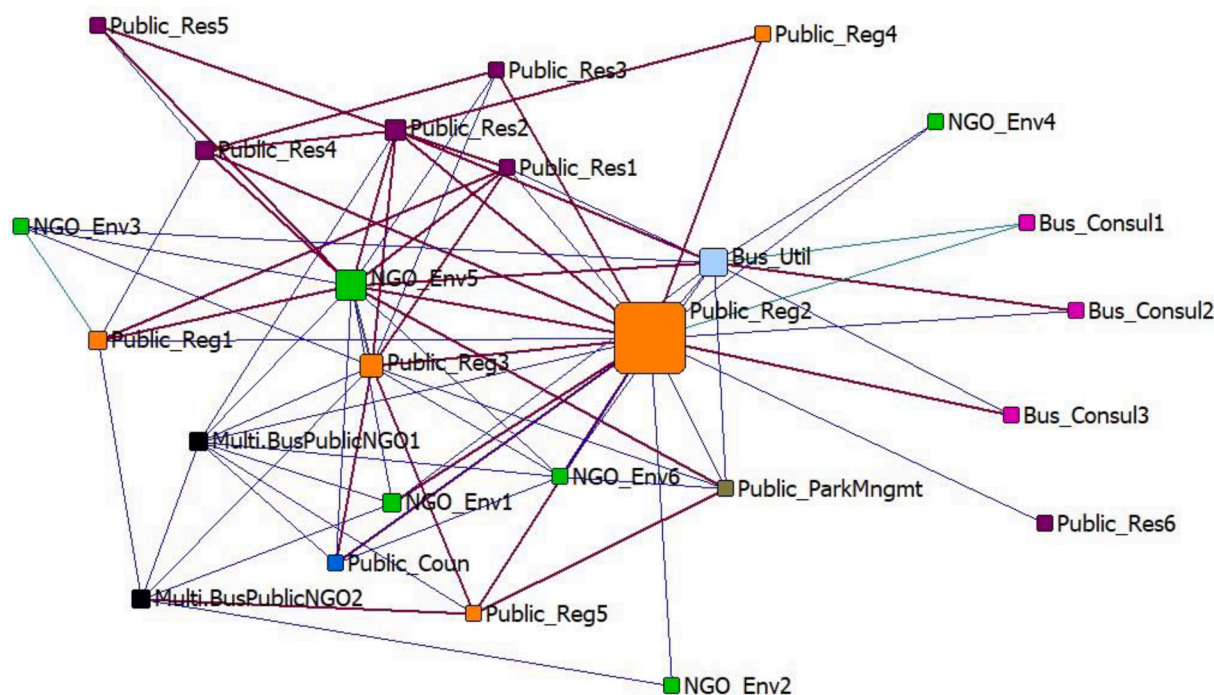 Public_Res5
Public_Reg4
Public_Res3
NGO_Env4
Public_Res2
Public_Res4
Public_Res1
NGO_Env3
Bus_Consul1
Bus_Util
NGO_Env5
Public_Reg2
Bus_Consul2
Public_Reg1
Public_Reg3
Bus_Consul3
Multi.BusPublicNGO1
NGO_Env6
Public_ParkMngmt
NGO_Env1
Public_Res6
Public_Coun
Multi.BusPublicNGO2
Public_Reg5
NGO_Env2